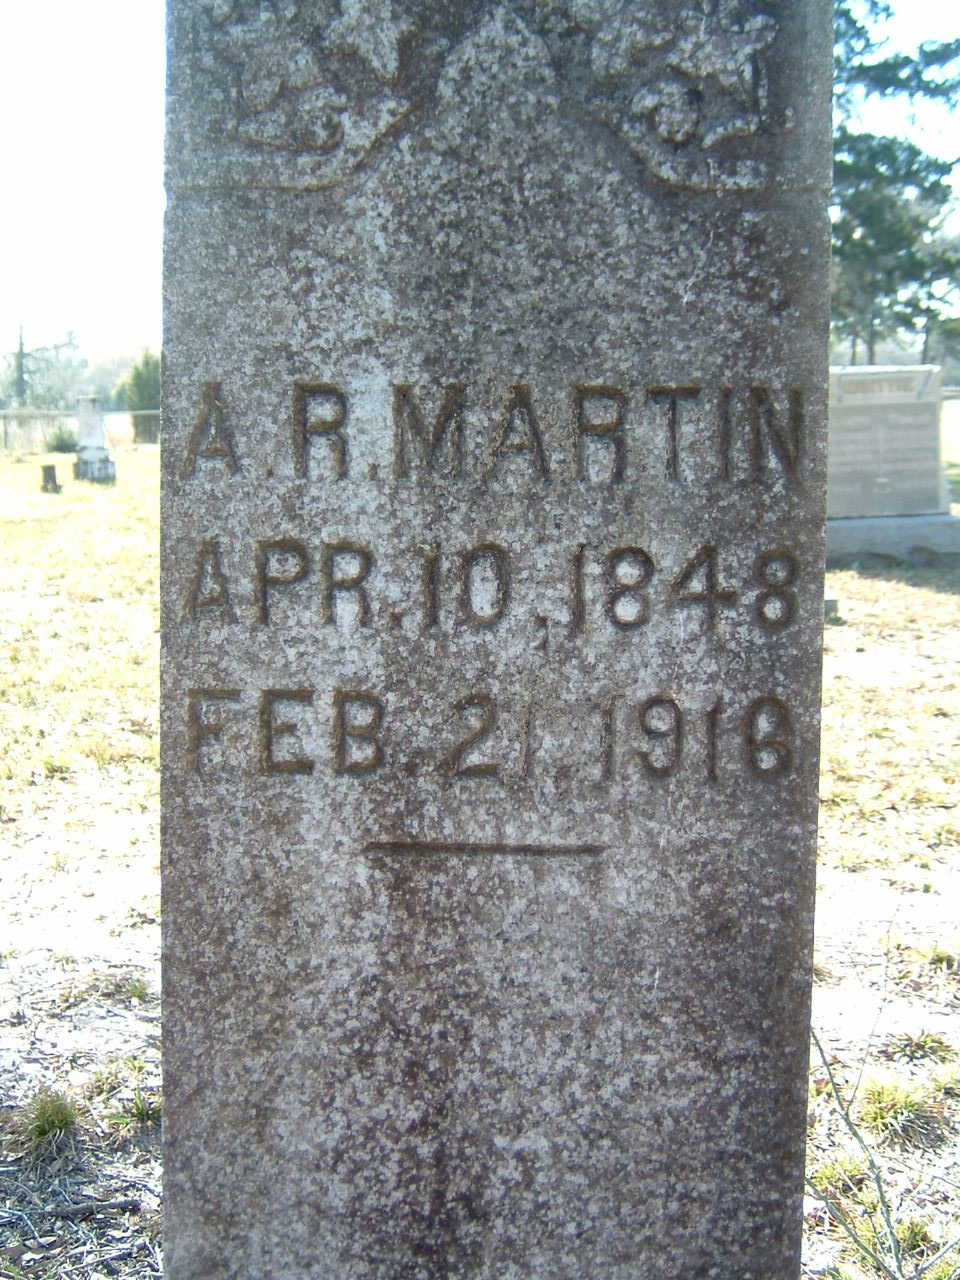 A. R. MARTIN
APR. 10, 1848
FEB. 21, 1916